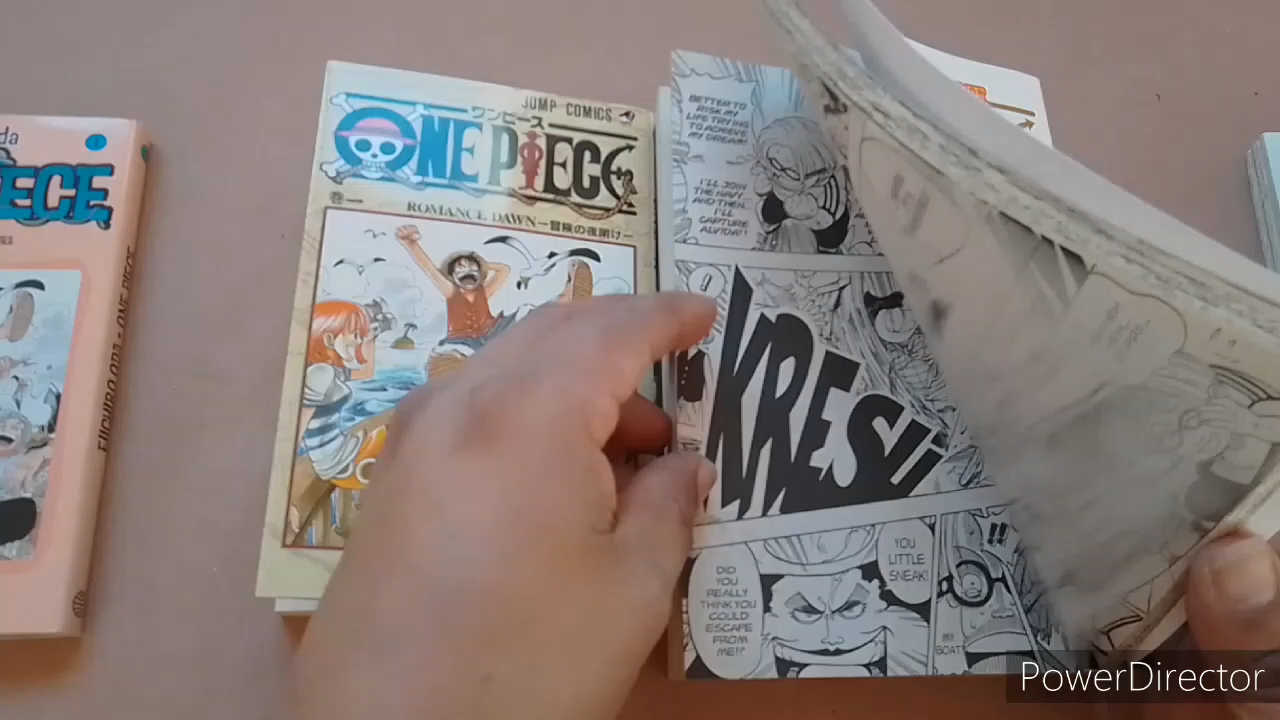 da
ECE
EIICHIRO ODA • ONE PIECE
JUMP COMICS
ワンピース
ONE PIECE
巻一
ROMANCE DAWN—冒険の夜明け—
BETTER TO
RISK MY
LIFE TRYING
TO ACHIEVE
MY DREAM!
I'LL JOIN
THE NAVY
AND THEN...
I'LL
CAPTURE
ALVIDA!!
!
KRESH
DID
YOU
REALLY
THINK YOU
COULD
ESCAPE
FROM
ME!?
YOU
LITTLE
SNEAK!
!!
MY
BOAT!
PowerDirector